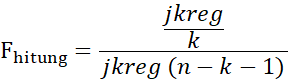 F_hitung = (jkreg / k) / (jkreg (n − k − 1))